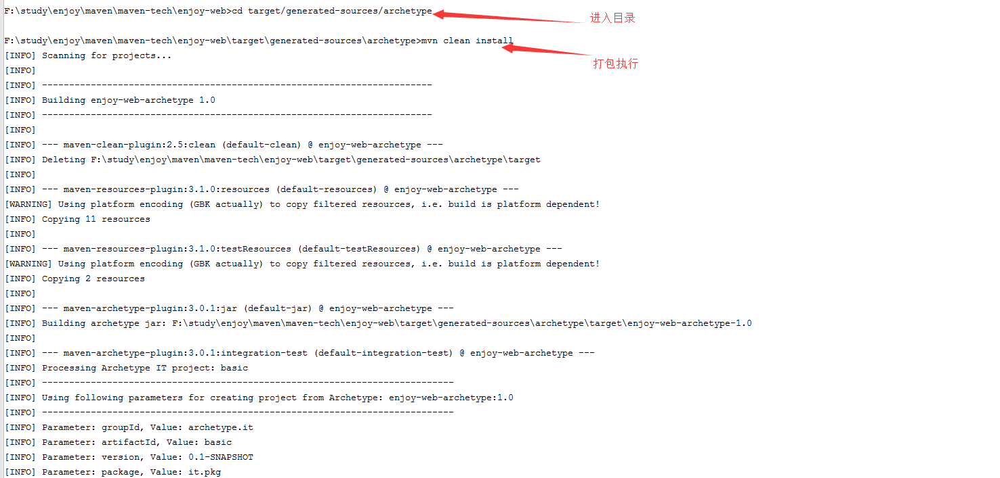 F:\study\enjoy\maven\maven-tech\enjoy-web>cd target/generated-sources/archetype
进入目录
F:\study\enjoy\maven\maven-tech\enjoy-web\target\generated-sources\archetype>mvn clean install
[INFO] Scanning for projects...
打包执行
[INFO]
[INFO] ------------------------------------------------------------------------
[INFO] Building enjoy-web-archetype 1.0
[INFO] ------------------------------------------------------------------------
[INFO]
[INFO] --- maven-clean-plugin:2.5:clean (default-clean) @ enjoy-web-archetype ---
[INFO] Deleting F:\study\enjoy\maven\maven-tech\enjoy-web\target\generated-sources\archetype\target
[INFO]
[INFO] --- maven-resources-plugin:3.1.0:resources (default-resources) @ enjoy-web-archetype ---
[WARNING] Using platform encoding (GBK actually) to copy filtered resources, i.e. build is platform dependent!
[INFO] Copying 11 resources
[INFO]
[INFO] --- maven-resources-plugin:3.1.0:testResources (default-testResources) @ enjoy-web-archetype ---
[WARNING] Using platform encoding (GBK actually) to copy filtered resources, i.e. build is platform dependent!
[INFO] Copying 2 resources
[INFO]
[INFO] --- maven-archetype-plugin:3.0.1:jar (default-jar) @ enjoy-web-archetype ---
[INFO] Building archetype jar: F:\study\enjoy\maven\maven-tech\enjoy-web\target\generated-sources\archetype\target\enjoy-web-archetype-1.0
[INFO]
[INFO] --- maven-archetype-plugin:3.0.1:integration-test (default-integration-test) @ enjoy-web-archetype ---
[INFO] Processing Archetype IT project: basic
[INFO] ----------------------------------------------------------------------------
[INFO] Using following parameters for creating project from Archetype: enjoy-web-archetype:1.0
[INFO] ----------------------------------------------------------------------------
[INFO] Parameter: groupId, Value: archetype.it
[INFO] Parameter: artifactId, Value: basic
[INFO] Parameter: version, Value: 0.1-SNAPSHOT
[INFO] Parameter: package, Value: it.pkg